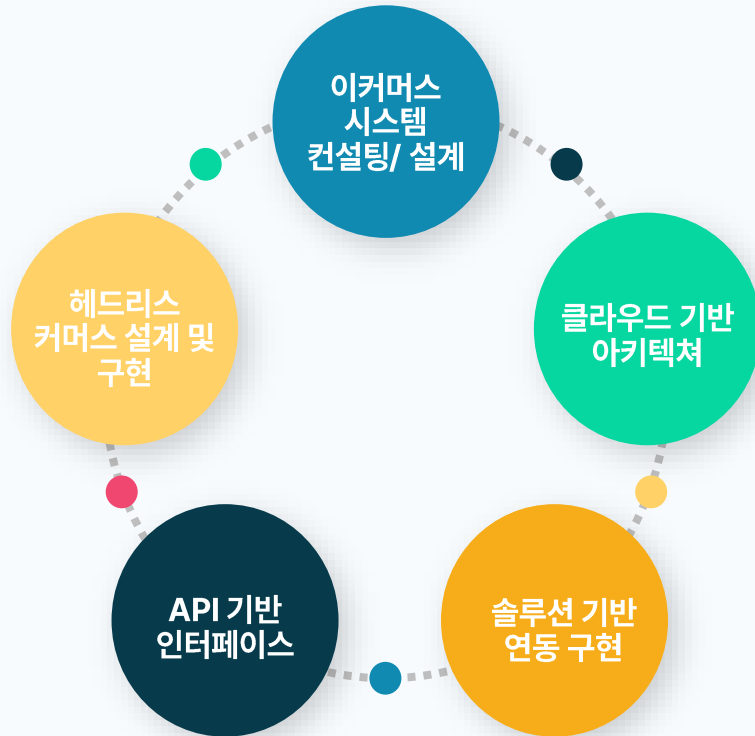 이커머스
시스템
컨설팅/ 설계
헤드리스
커머스 설계 및
구현
클라우드 기반
아키텍쳐
API 기반
인터페이스
솔루션 기반
연동 구현